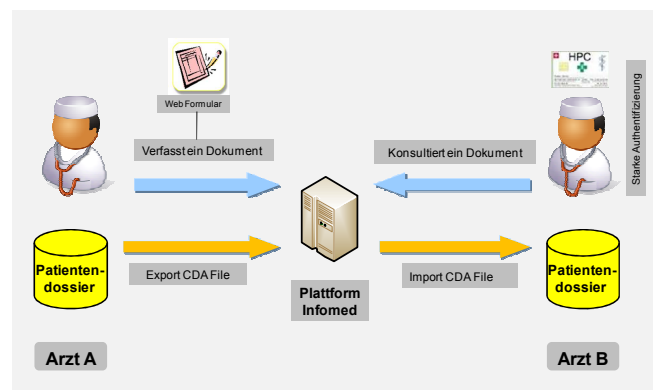 HPC
Web Formular
Starke Authentifizierung
Verfasst ein Dokument
Konsultiert ein Dokument
Patienten-
dossier
Export CDA File
Plattform
Infomed
Import CDA File
Patienten-
dossier
Arzt A
Arzt B